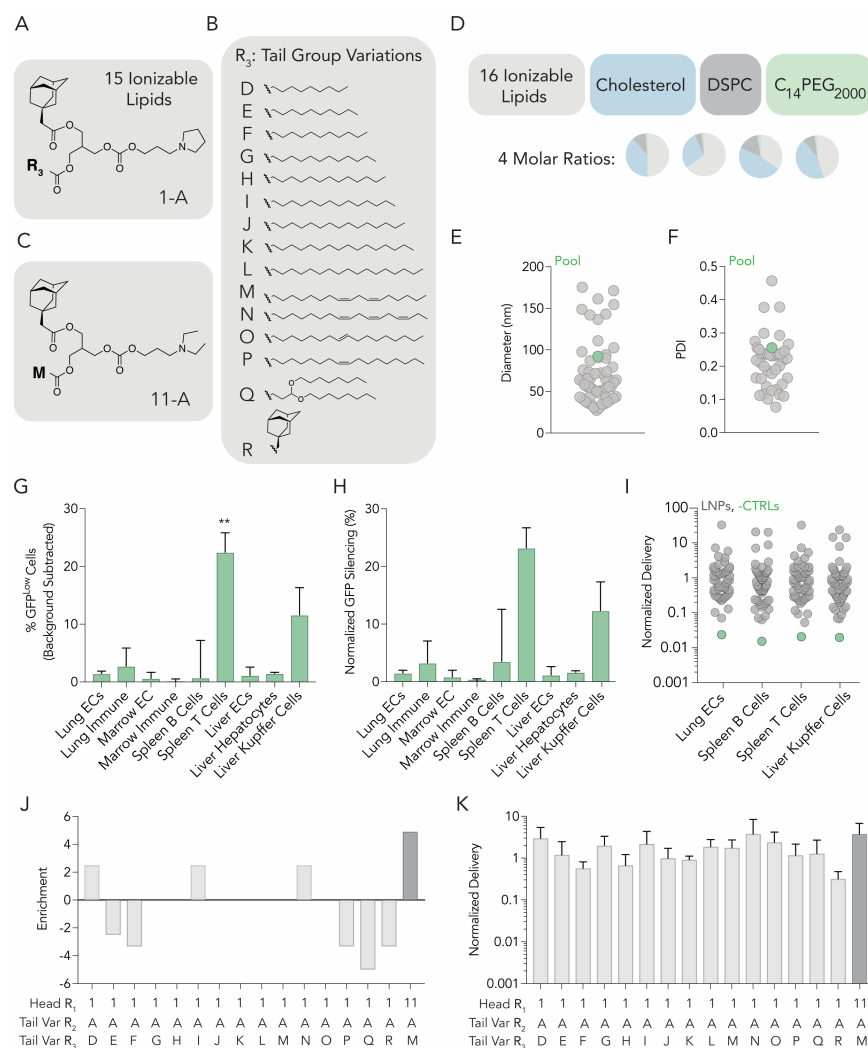 A
15 Ionizable
Lipids
O
O
O
O
O
O
O
N
R3
1-A
B
R3: Tail Group Variations
D
E
F
G
H
I
J
K
L
M
N
O
P
Q
O
O
R
C
O
O
O
O
O
O
O
N
M
11-A
D
16 Ionizable
Lipids
Cholesterol
DSPC
C14PEG2000
4 Molar Ratios:
E
Pool
200
150
100
50
0
Diameter (nm)
F
Pool
0.5
0.4
0.3
0.2
0.1
0.0
PDI
G
30
20
10
0
% GFPLow Cells
(Background Subtracted)
**
Lung ECs
Lung Immune
Marrow EC
Marrow Immune
Spleen B Cells
Spleen T Cells
Liver ECs
Liver Hepatocytes
Liver Kupffer Cells
H
30
20
10
0
Normalized GFP Silencing (%)
Lung ECs
Lung Immune
Marrow EC
Marrow Immune
Spleen B Cells
Spleen T Cells
Liver ECs
Liver Hepatocytes
Liver Kupffer Cells
I
LNPs, -CTRLs
100
10
1
0.1
0.01
0.001
Normalized Delivery
Lung ECs
Spleen B Cells
Spleen T Cells
Liver Kupffer Cells
J
6
4
2
0
-2
-4
-6
Enrichment
Head R1 1 1 1 1 1 1 1 1 1 1 1 1 1 1 1 11
Tail Var R2 A A A A A A A A A A A A A A A A
Tail Var R3 D E F G H I J K L M N O P Q R M
K
10
1
0.1
0.01
0.001
Normalized Delivery
Head R1 1 1 1 1 1 1 1 1 1 1 1 1 1 1 1 11
Tail Var R2 A A A A A A A A A A A A A A A A
Tail Var R3 D E F G H I J K L M N O P Q R M